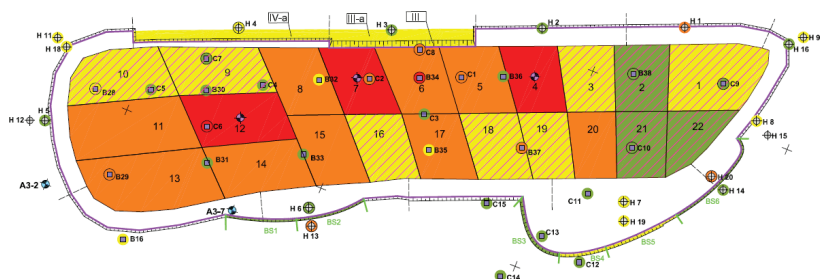 H 4
H 3
H 2
H 1
H 11
H 18
IV-a
III-a
III
H 9
H 16
C7
C8
10
9
8
7
6
5
4
3
2
1
B28
C5
B30
C4
B32
C2
B34
C1
B36
B38
C9
H 12
H 5
11
C6
12
C3
H 8
H 15
15
16
17
18
19
20
21
22
B31
14
B33
B35
B37
C10
B29
13
A3-2
A3-7
H 20
H 14
H 6
C15
C11
H 7
H 13
H 19
B16
BS1
BS2
BS3
BS4
BS5
BS6
C13
C12
C14